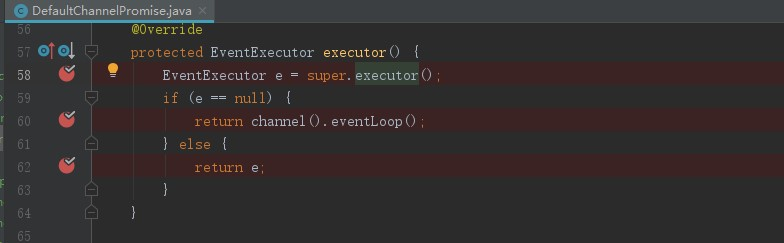 DefaultChannelPromise.java
56 @Override
57 protected EventExecutor executor() {
58 EventExecutor e = super.executor();
59 if (e == null) {
60 return channel().eventLoop();
61 } else {
62 return e;
63 }
64 }
65